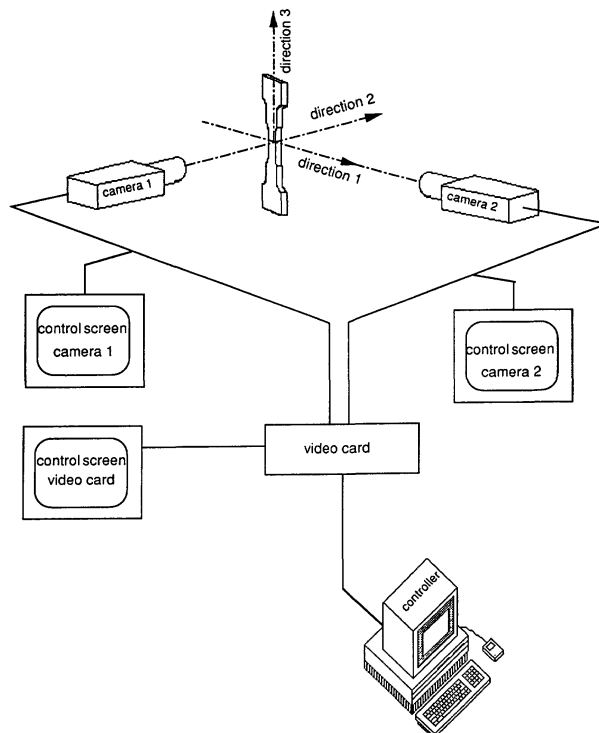 direction 3
direction 2
direction 1
camera 1
camera 2
control screen
camera 1
control screen
camera 2
control screen
video card
video card
controller